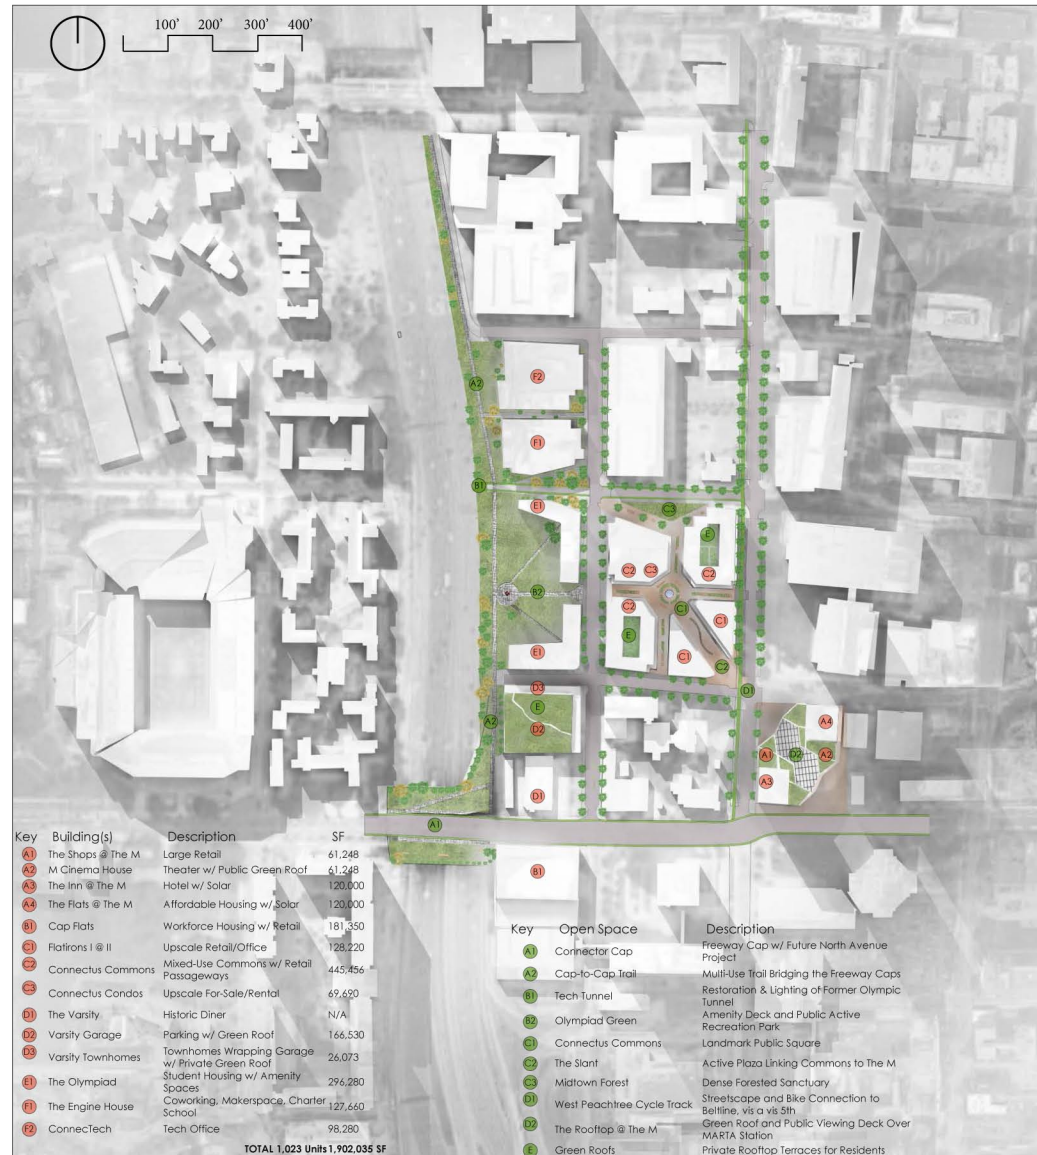 100' 200' 300' 400'
A2
F2
F1
B1
E1
C3
E
C2 C3 C2
B2
C2
C1
C1
E
C1
E1
C2
D3
D1
E
A2
D2
A4
A1 D2 A2
A3
D1
A1
B1
Key Building(s) Description SF
A1 The Shops @ The M Large Retail 61,248
A2 M Cinema House Theater w/ Public Green Roof 61,248
A3 The Inn @ The M Hotel w/ Solar 120,000
A4 The Flats @ The M Affordable Housing w/ Solar 120,000
B1 Cap Flats Workforce Housing w/ Retail 181,350
C1 Flatirons I @ II Upscale Retail/Office 128,220
C2 Connectus Commons Mixed-Use Commons w/ Retail Passageways 445,456
C3 Connectus Condos Upscale For-Sale/Rental 69,690
D1 The Varsity Historic Diner N/A
D2 Varsity Garage Parking w/ Green Roof 166,530
D3 Varsity Townhomes Townhomes Wrapping Garage w/ Private Green Roof 26,073
E1 The Olympiad Student Housing w/ Amenity Spaces 296,280
F1 The Engine House Coworking, Makerspace, Charter School 127,660
F2 ConnecTech Tech Office 98,280
TOTAL 1,023 Units 1,902,035 SF
Key Open Space Description
A1 Connector Cap Freeway Cap w/ Future North Avenue Project
A2 Cap-to-Cap Trail Multi-Use Trail Bridging the Freeway Caps
B1 Tech Tunnel Restoration & Lighting of Former Olympic Tunnel
B2 Olympiad Green Amenity Deck and Public Active Recreation Park
C1 Connectus Commons Landmark Public Square
C2 The Slant Active Plaza Linking Commons to The M
C3 Midtown Forest Dense Forested Sanctuary
D1 West Peachtree Cycle Track Streetscape and Bike Connection to Beltline, vis a vis 5th
D2 The Rooftop @ The M Green Roof and Public Viewing Deck Over MARTA Station
E Green Roofs Private Rooftop Terraces for Residents